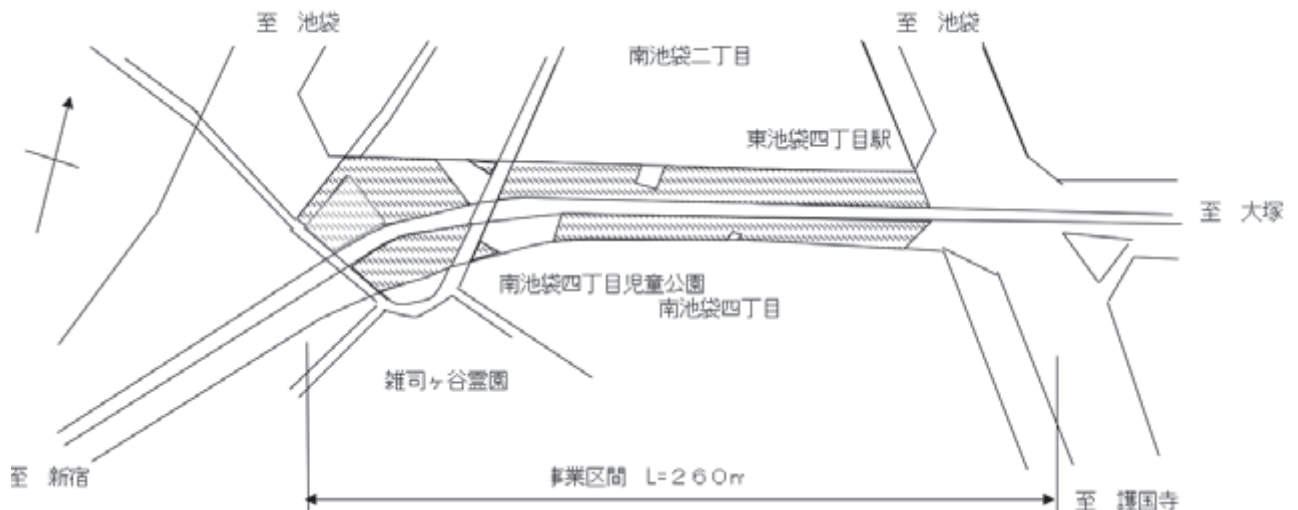 至 池袋
至 池袋
南池袋二丁目
東池袋四丁目駅
至 大塚
南池袋四丁目児童公園
南池袋四丁目
雑司ヶ谷霊園
至 新宿
事業区間 L=260m
至 護国寺